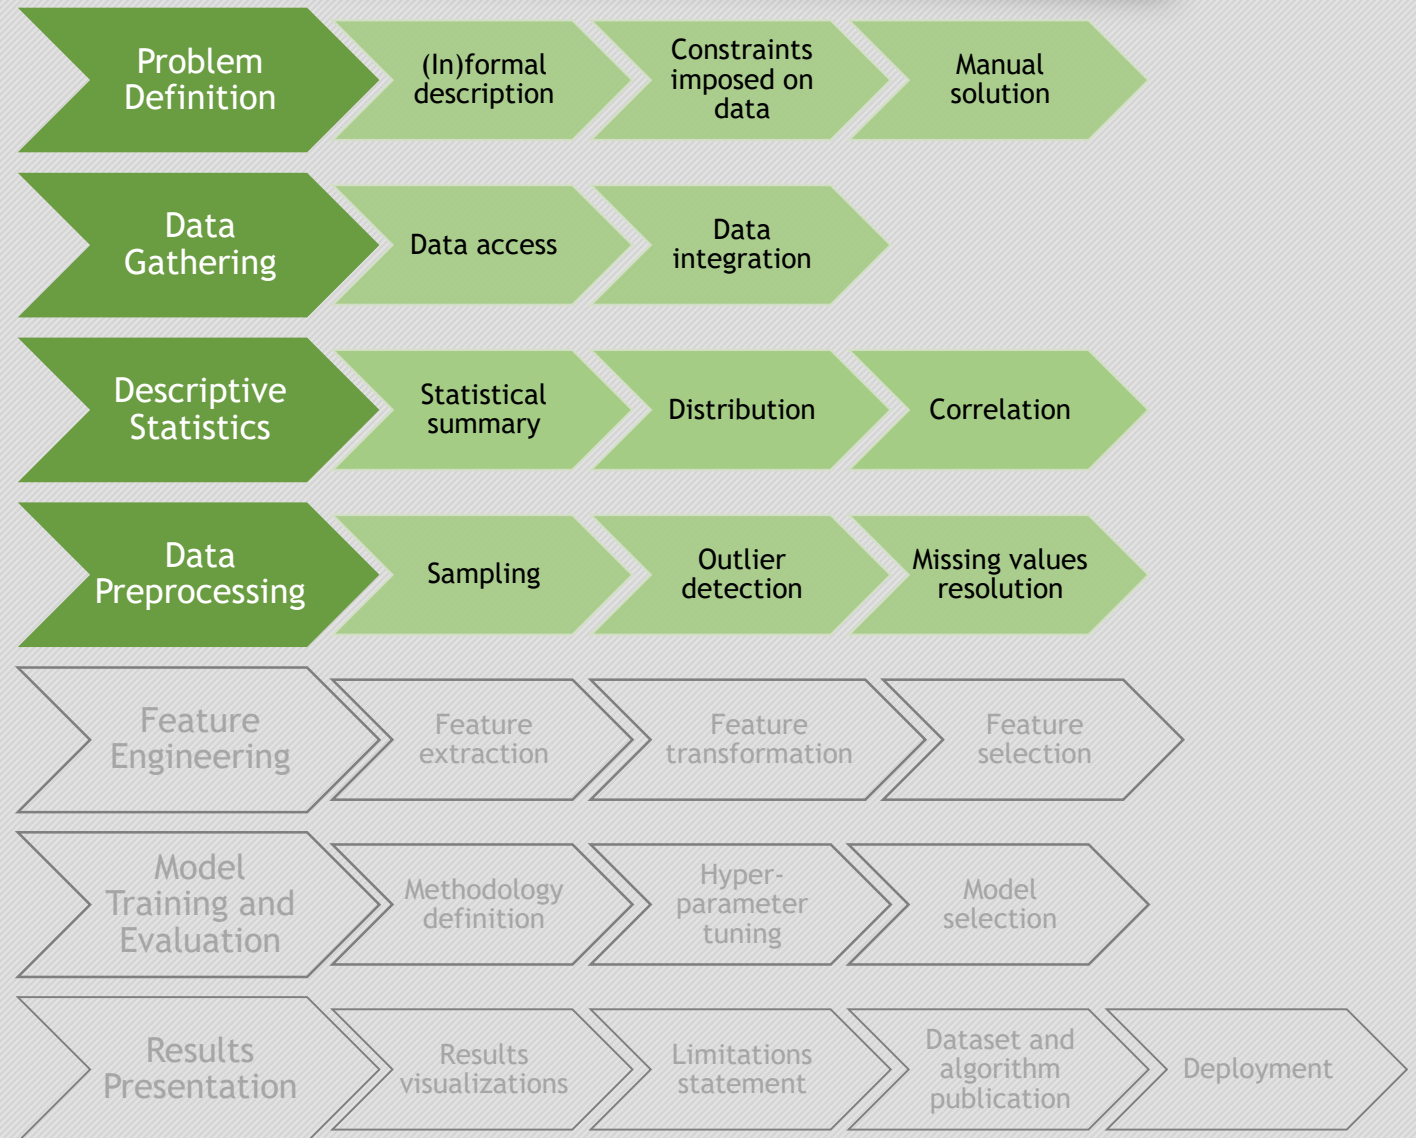 Problem
Definition
(In)formal
description
Constraints
imposed on
data
Manual
solution
Data
Gathering
Data access
Data
integration
Descriptive
Statistics
Statistical
summary
Distribution
Correlation
Data
Preprocessing
Sampling
Outlier
detection
Missing values
resolution
Feature
Engineering
Feature
extraction
Feature
transformation
Feature
selection
Model
Training and
Evaluation
Methodology
definition
Hyper-
parameter
tuning
Model
selection
Results
Presentation
Results
visualizations
Limitations
statement
Dataset and
algorithm
publication
Deployment